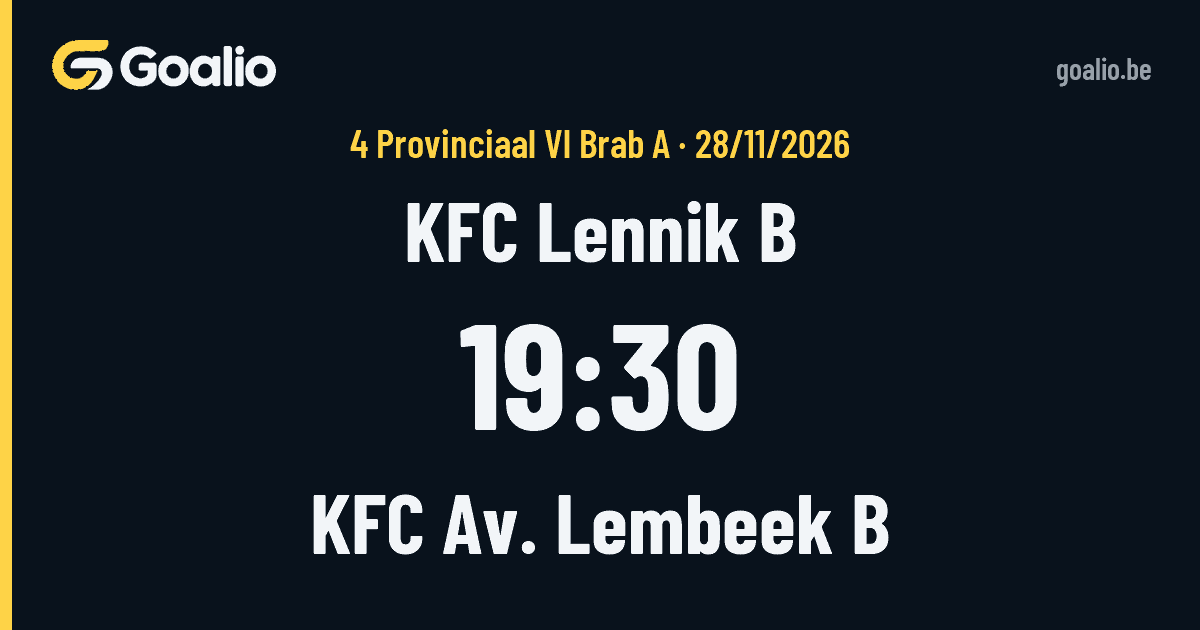 Goalio
goalio.be
4 Provinciaal Vl Brab A · 28/11/2026
KFC Lennik B
19:30
KFC Av. Lembeek B